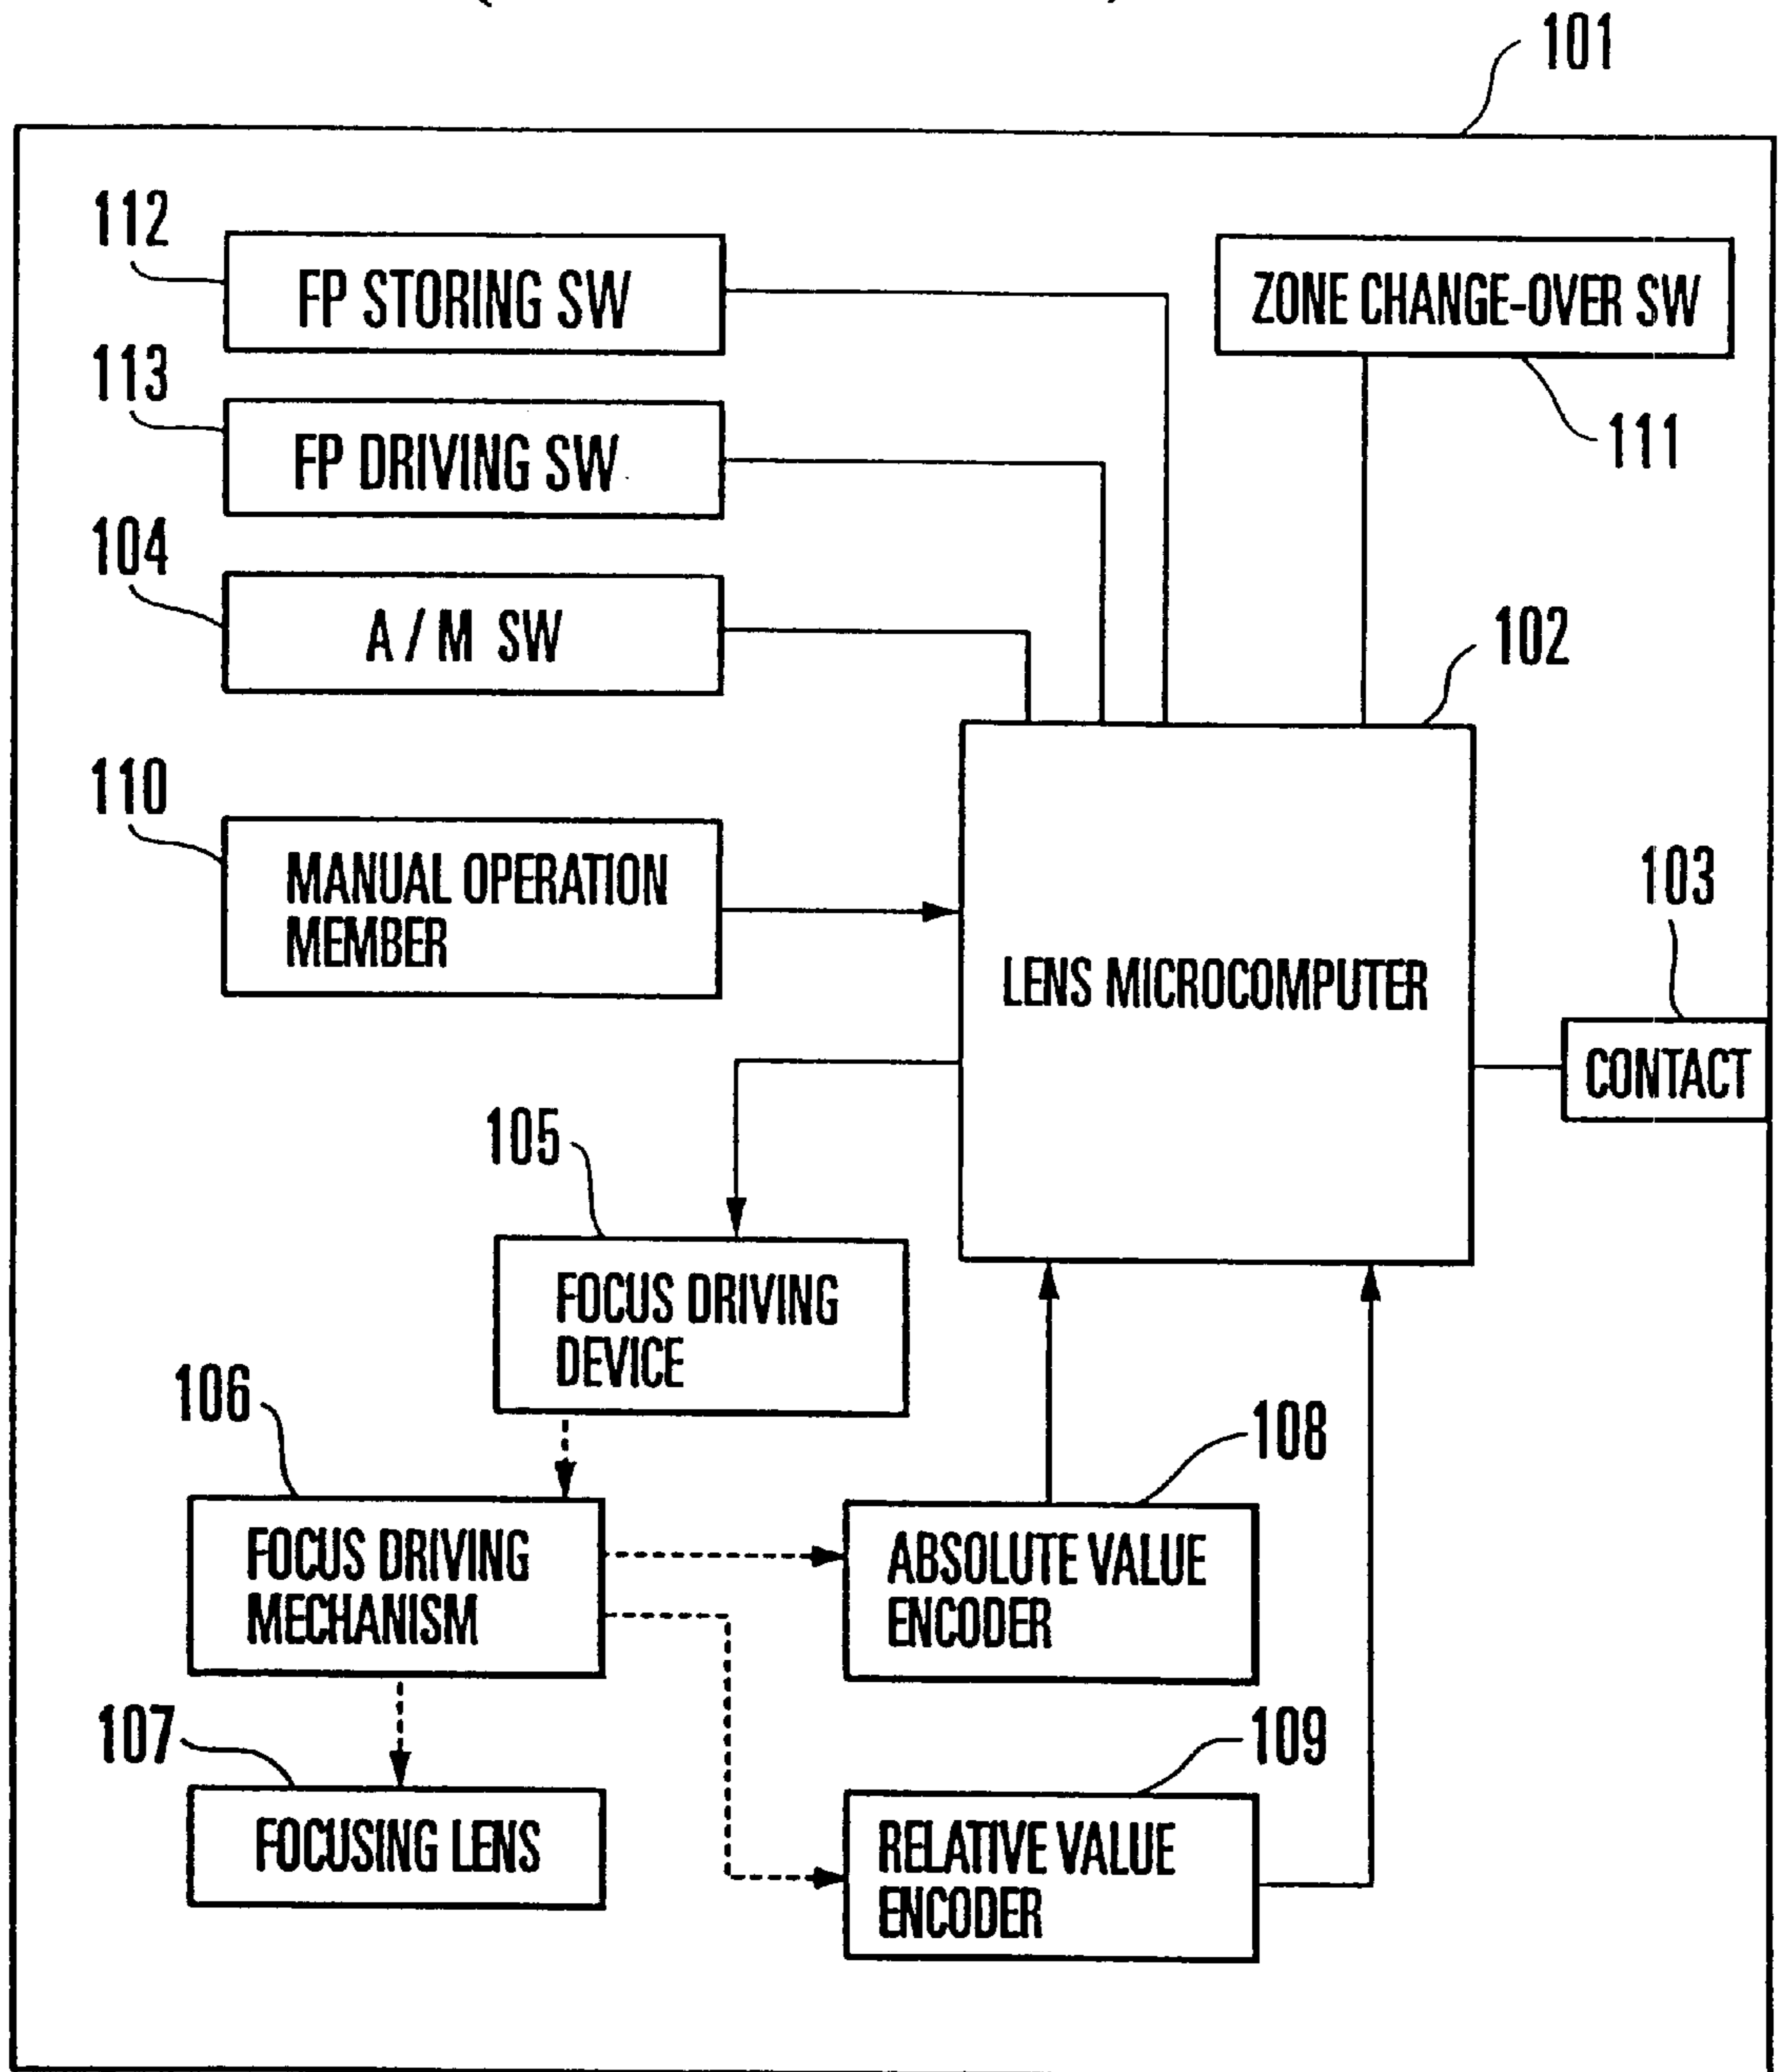 101
112
FP STORING SW
ZONE CHANGE-OVER SW
113
FP DRIVING SW
111
104
A / M SW
102
110
MANUAL OPERATION
MEMBER
103
LENS MICROCOMPUTER
CONTACT
105
FOCUS DRIVING
DEVICE
106
108
FOCUS DRIVING
MECHANISM
ABSOLUTE VALUE
ENCODER
107
109
FOCUSING LENS
RELATIVE VALUE
ENCODER